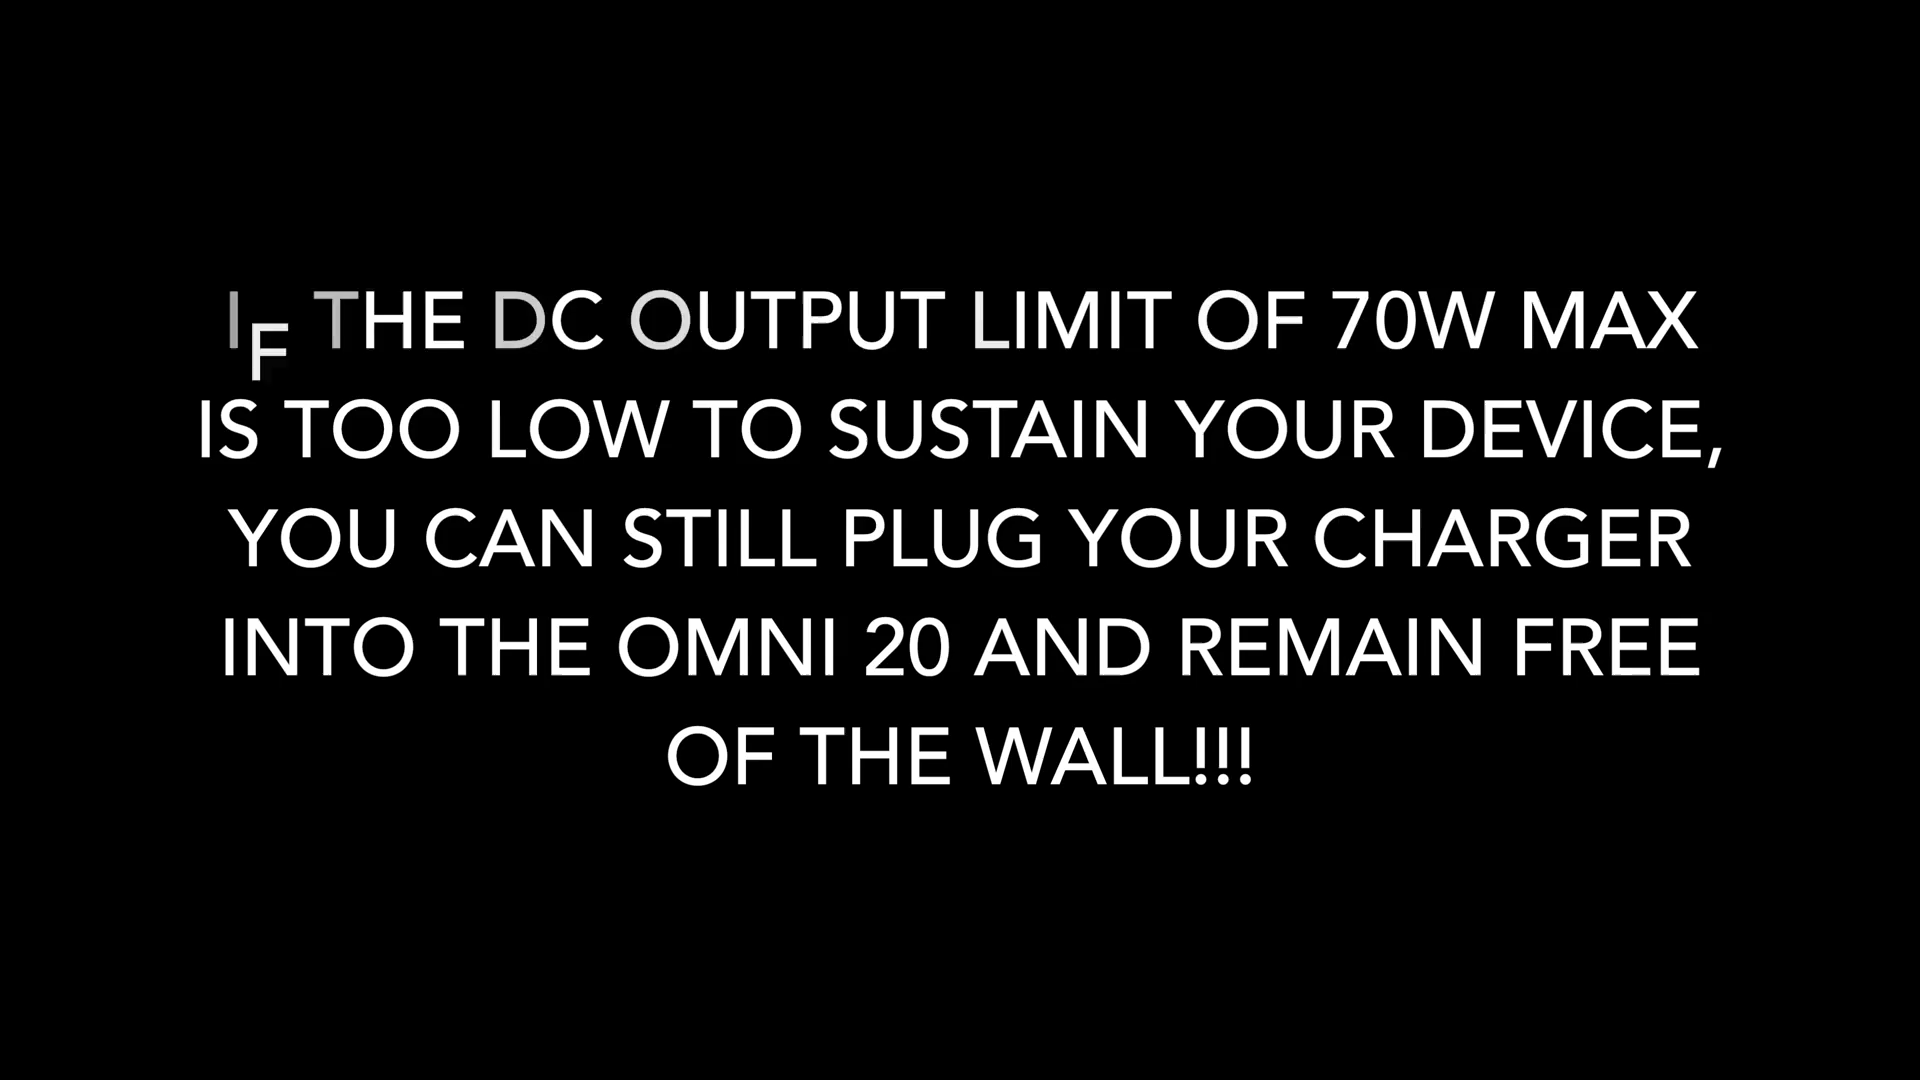 IF THE DC OUTPUT LIMIT OF 70W MAX
IS TOO LOW TO SUSTAIN YOUR DEVICE,
YOU CAN STILL PLUG YOUR CHARGER
INTO THE OMNI 20 AND REMAIN FREE
OF THE WALL!!!